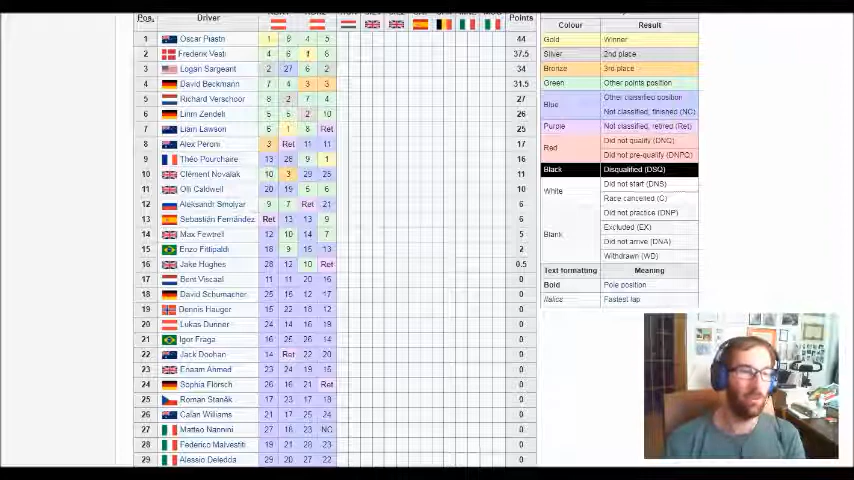 Pos. Driver Points
1 Oscar Piastri 1 8 4 5 44
2 Frederik Vesti 4 6 1 6 37.5
3 Logan Sargeant 2 27 6 2 34
4 David Beckmann 7 4 3 3 31.5
5 Richard Verschoor 8 2 7 4 27
6 Lirim Zendeli 5 5 2 10 26
7 Liam Lawson 6 1 8 Ret 25
8 Alex Peroni 3 Ret 11 11 17
9 Théo Pourchaire 13 28 9 1 16
10 Clément Novalak 10 3 29 25 11
11 Olli Caldwell 20 19 5 6 10
12 Aleksandr Smolyar 9 7 Ret 21 6
13 Sebastián Fernández Ret 13 13 9 6
14 Max Fewtrell 12 10 14 7 5
15 Enzo Fittipaldi 18 9 15 13 2
16 Jake Hughes 28 12 10 Ret 0.5
17 Bent Viscaal 11 11 20 16 0
18 David Schumacher 25 15 12 17 0
19 Dennis Hauger 15 22 18 12 0
20 Lukas Dunner 24 14 16 19 0
21 Igor Fraga 16 25 26 14 0
22 Jack Doohan 14 Ret 22 20 0
23 Enaam Ahmed 23 24 19 15 0
24 Sophia Flörsch 26 16 21 Ret 0
25 Roman Staněk 17 23 17 18 0
26 Calan Williams 21 17 25 24 0
27 Matteo Nannini 27 18 23 NC 0
28 Federico Malvestiti 19 21 28 23 0
29 Alessio Deledda 29 20 27 22 0
Colour Result
Gold Winner
Silver 2nd place
Bronze 3rd place
Green Other points position
Blue Other classified position
Not classified, finished (NC)
Purple Not classified, retired (Ret)
Red Did not qualify (DNQ)
Did not pre-qualify (DNPQ)
Black Disqualified (DSQ)
White Did not start (DNS)
Race cancelled (C)
Blank Did not practice (DNP)
Excluded (EX)
Did not arrive (DNA)
Withdrawn (WD)
Text formatting Meaning
Bold Pole position
Italics Fastest lap